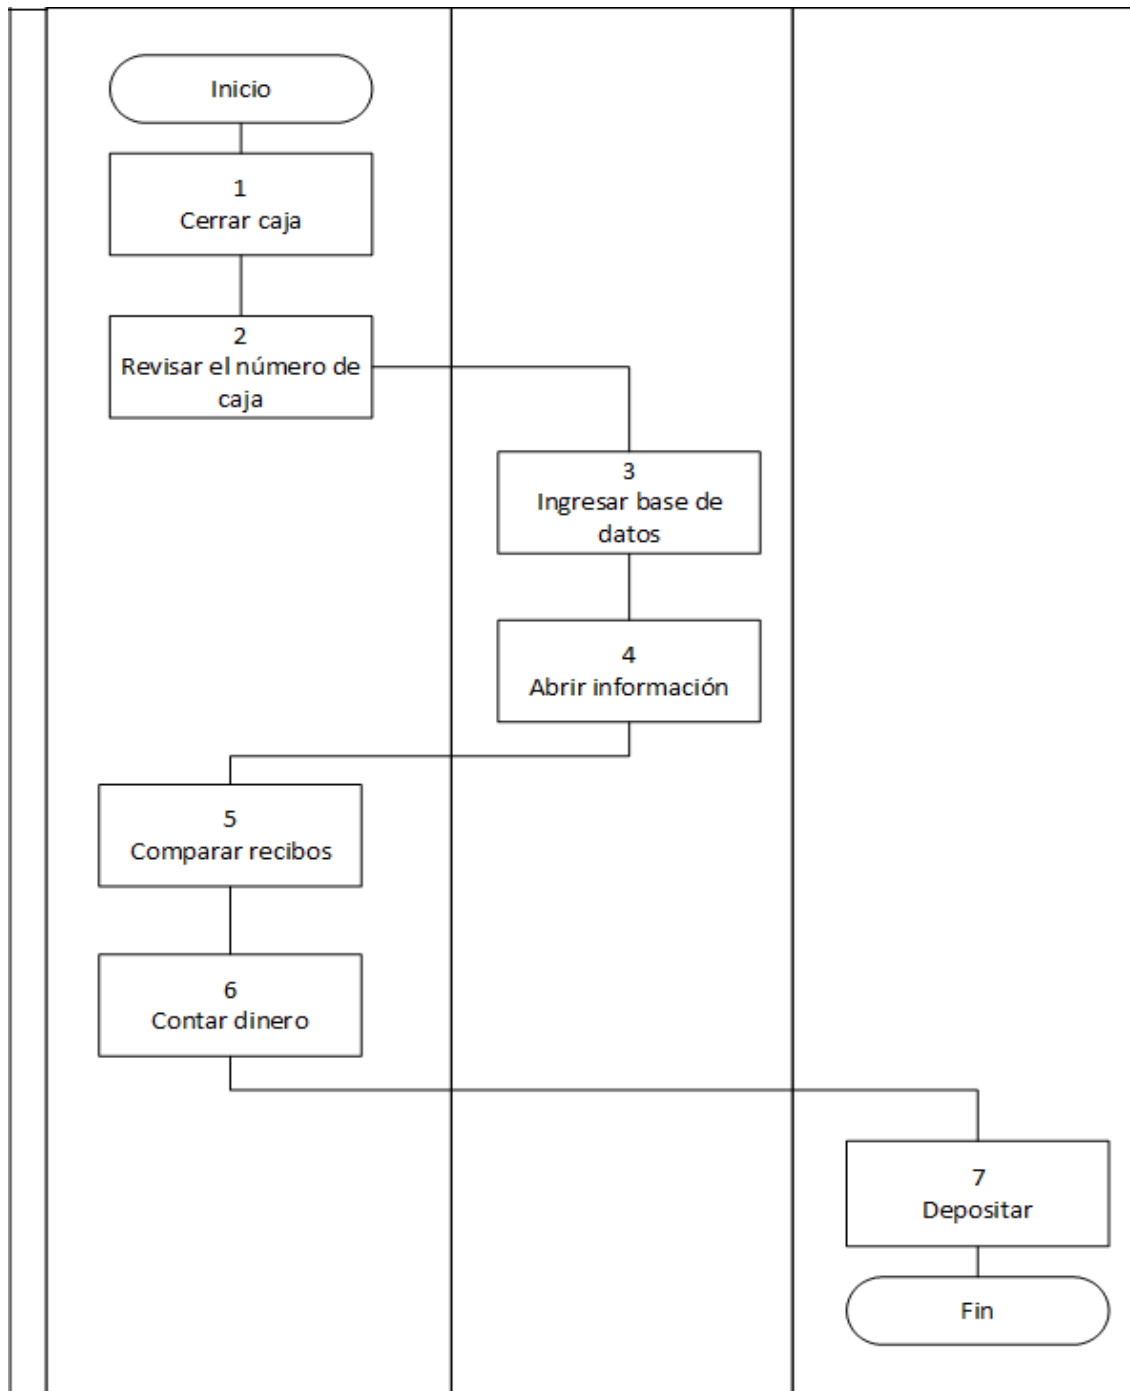 Inicio
1
Cerrar caja
2
Revisar el número de
caja
3
Ingresar base de
datos
4
Abrir información
5
Comparar recibos
6
Contar dinero
7
Depositar
Fin